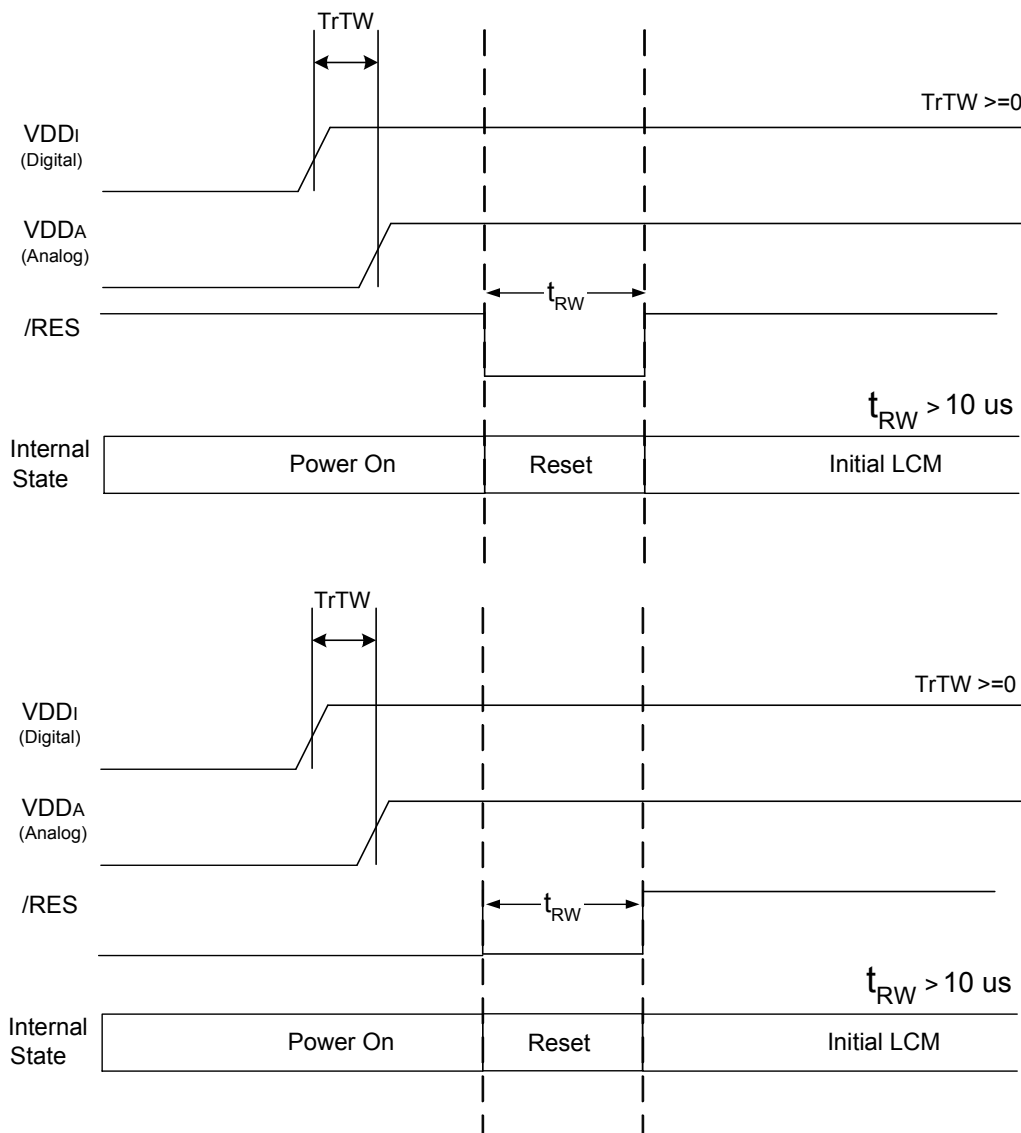 TrTW
TrTW >=0
VDDI
(Digital)
VDDA
(Analog)
tRW
/RES
tRW > 10 us
Internal
State
Power On
Reset
Initial LCM
TrTW
TrTW >=0
VDDI
(Digital)
VDDA
(Analog)
/RES
tRW
tRW > 10 us
Internal
State
Power On
Reset
Initial LCM